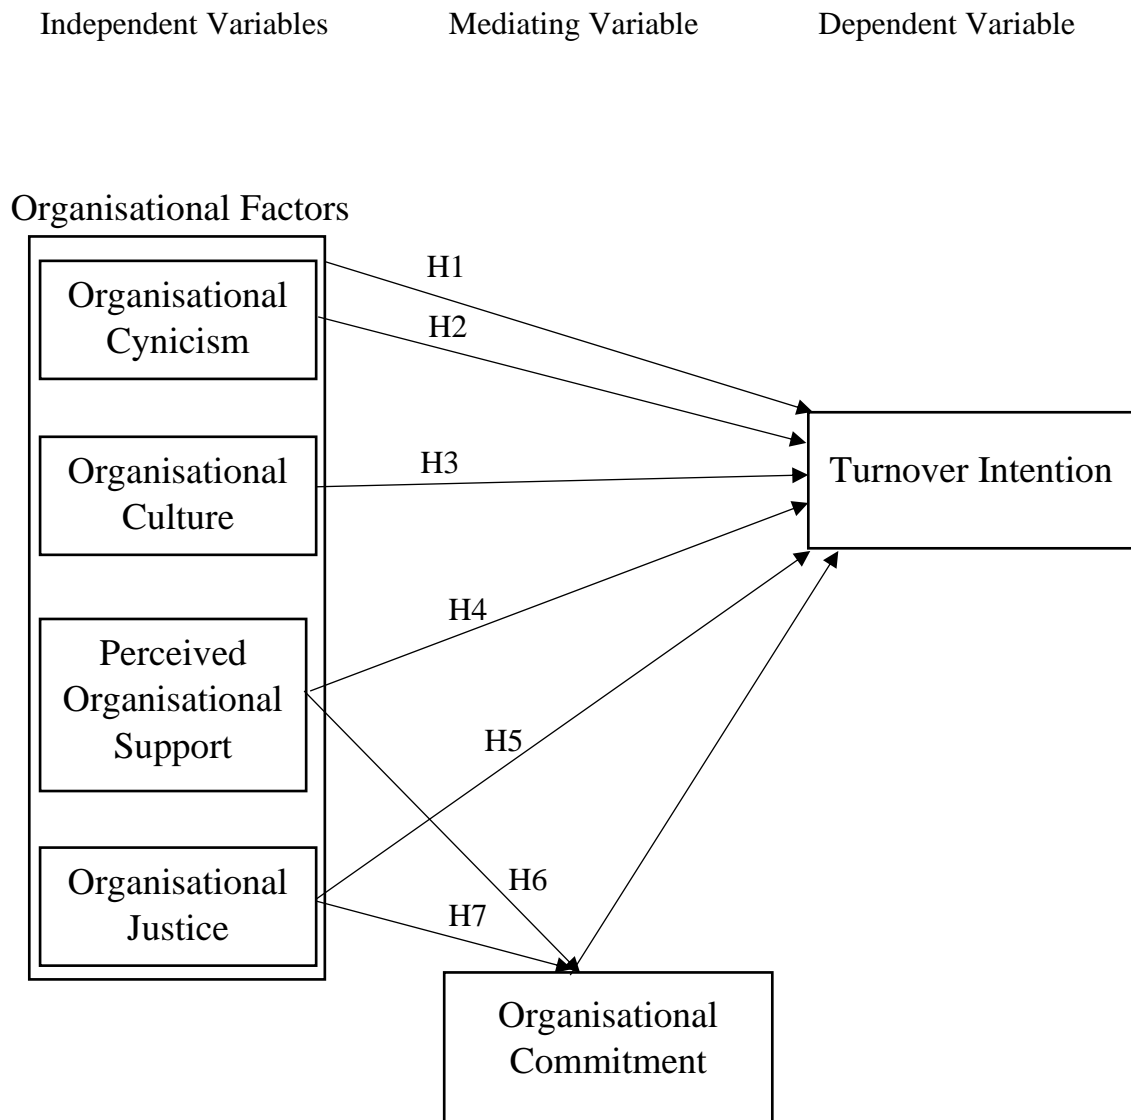 Independent Variables
Mediating Variable
Dependent Variable
Organisational Factors
H1
Organisational
Cynicism
H2
Organisational
Culture
H3
Turnover Intention
Perceived
Organisational
Support
H4
H5
Organisational
Justice
H6
H7
Organisational
Commitment